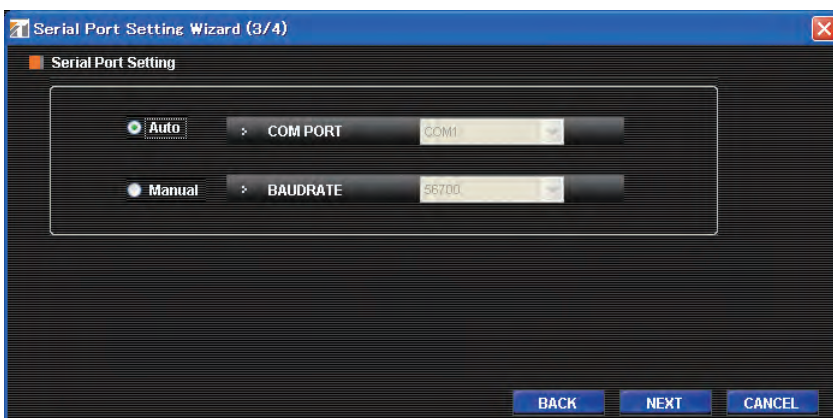 Serial Port Setting Wizard (3/4)
Serial Port Setting
Auto
COM PORT
COM1
Manual
BAUDRATE
56700
BACK
NEXT
CANCEL